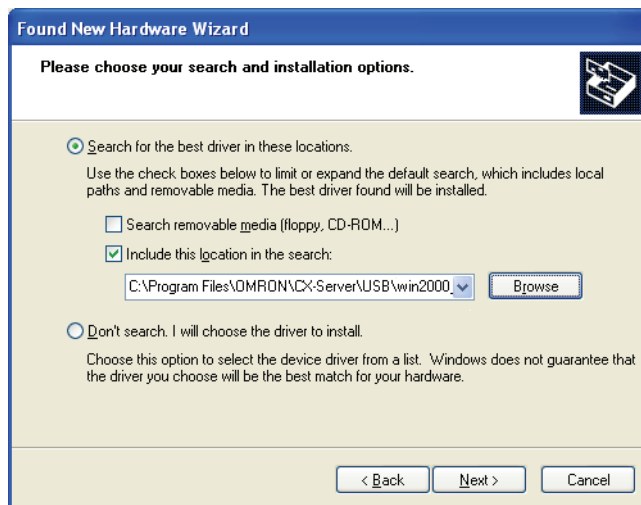 Found New Hardware Wizard
Please choose your search and installation options.
Search for the best driver in these locations.
Use the check boxes below to limit or expand the default search, which includes local
paths and removable media. The best driver found will be installed.
Search removable media (floppy, CD-ROM...)
Include this location in the search:
C:\Program Files\OMRON\CX-Server\USB\win2000_
Browse
Don't search. I will choose the driver to install.
Choose this option to select the device driver from a list. Windows does not guarantee that
the driver you choose will be the best match for your hardware.
< Back Next > Cancel